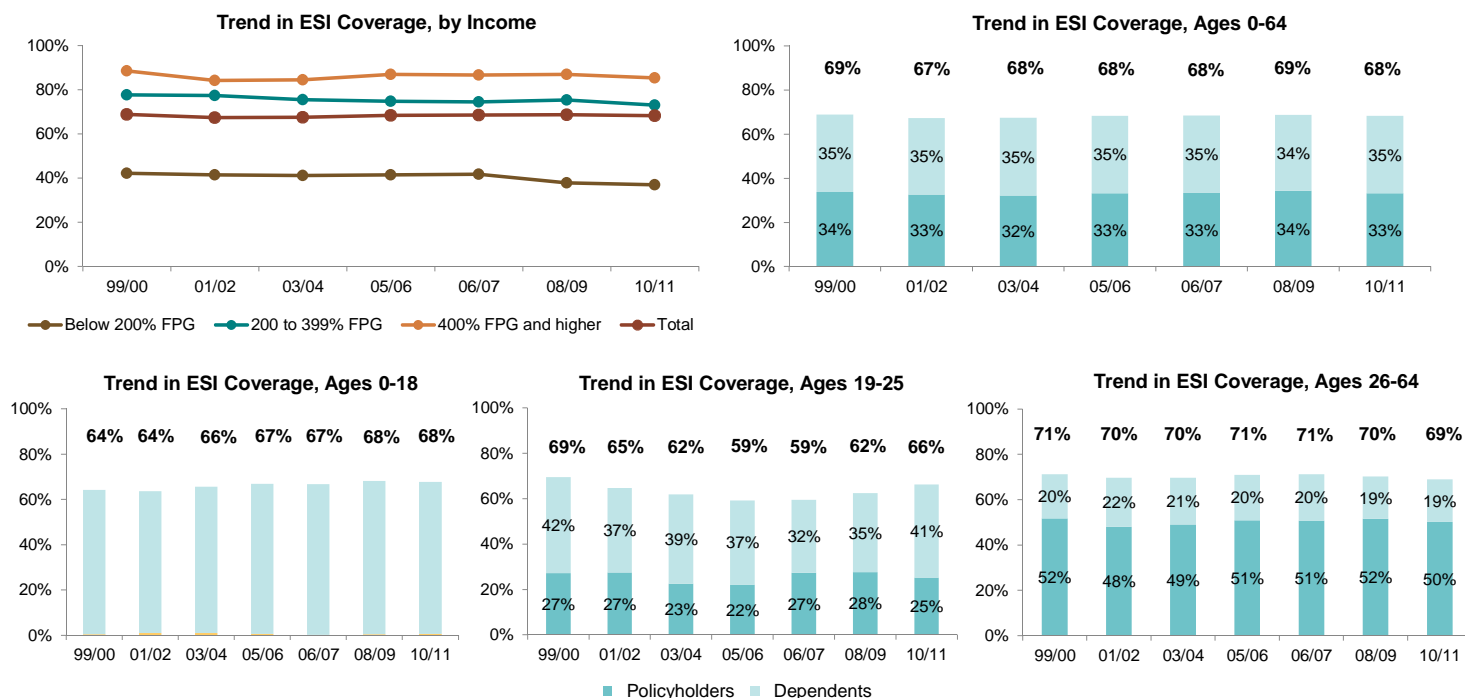 Trend in ESI Coverage, by Income
100%
80%
60%
40%
20%
0%
99/00 01/02 03/04 05/06 06/07 08/09 10/11
Below 200% FPG 200 to 399% FPG 400% FPG and higher Total
Trend in ESI Coverage, Ages 0-64
100%
80%
60%
40%
20%
0%
69% 67% 68% 68% 68% 69% 68%
35% 35% 35% 35% 35% 34% 35%
34% 33% 32% 33% 33% 34% 33%
99/00 01/02 03/04 05/06 06/07 08/09 10/11
Trend in ESI Coverage, Ages 0-18
100%
80%
60%
40%
20%
0%
64% 64% 66% 67% 67% 68% 68%
99/00 01/02 03/04 05/06 06/07 08/09 10/11
Trend in ESI Coverage, Ages 19-25
100%
80%
60%
40%
20%
0%
69% 65% 62% 59% 59% 62% 66%
42% 37% 39% 37% 32% 35% 41%
27% 27% 23% 22% 27% 28% 25%
99/00 01/02 03/04 05/06 06/07 08/09 10/11
Trend in ESI Coverage, Ages 26-64
100%
80%
60%
40%
20%
0%
71% 70% 70% 71% 71% 70% 69%
20% 22% 21% 20% 20% 19% 19%
52% 48% 49% 51% 51% 52% 50%
99/00 01/02 03/04 05/06 06/07 08/09 10/11
Policyholders Dependents